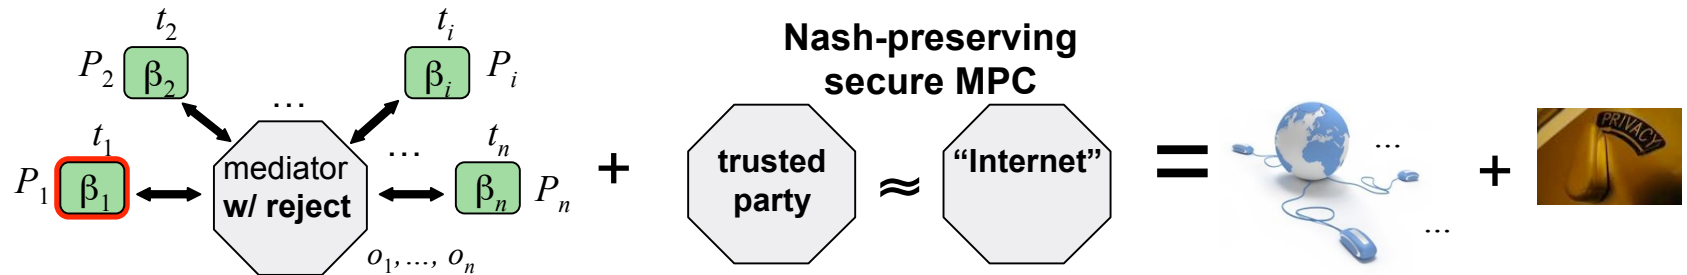 t₂
P₂ β₂
tᵢ
βᵢ Pᵢ
...
t₁
P₁ β₁
mediator
w/ reject
...
tₙ
βₙ Pₙ
o₁,..., oₙ
+
Nash-preserving
secure MPC
trusted
party
≈
“Internet”
=
...
...
+
PRIVACY